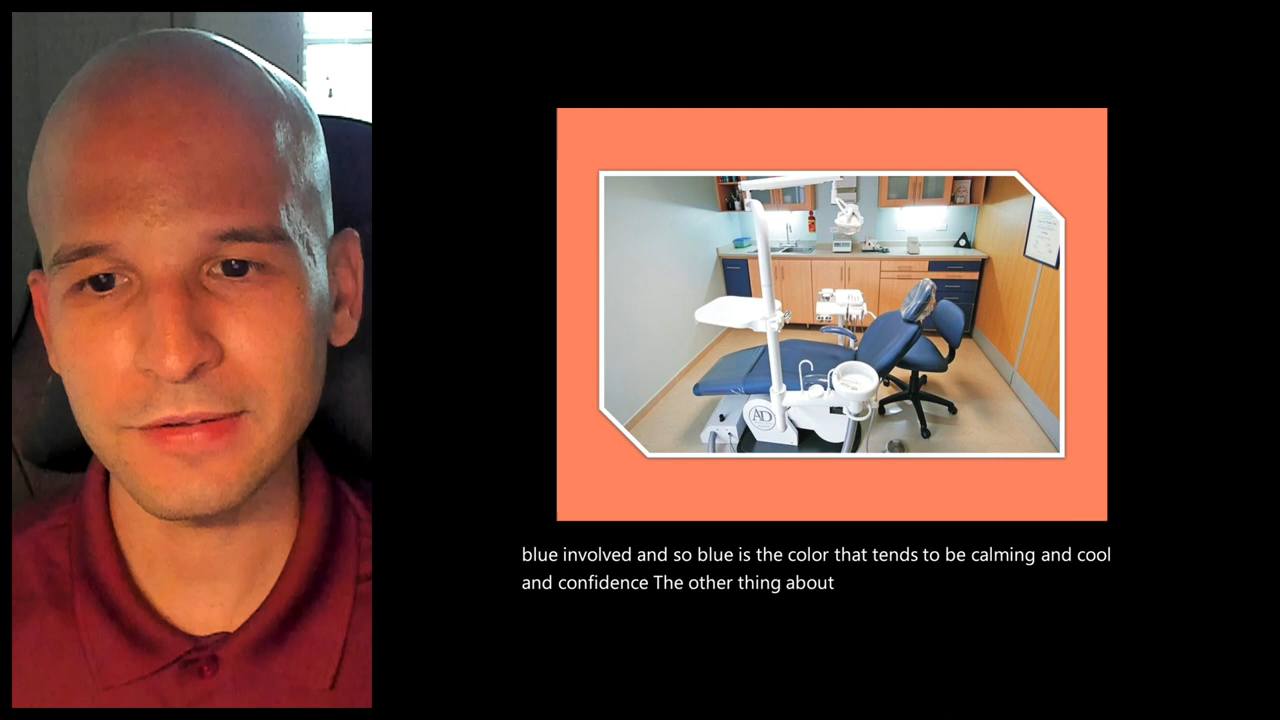 AD
blue involved and so blue is the color that tends to be calming and cool
and confidence The other thing about